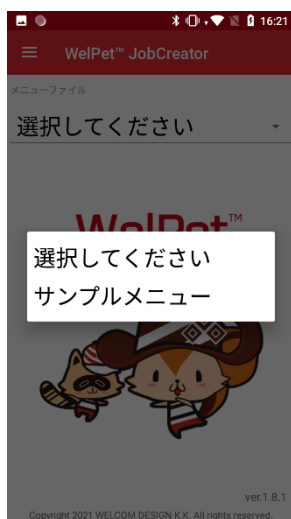 16:21
WelPet™ JobCreator
メニューファイル
選択してください
WelPet™
選択してください
サンプルメニュー
ver.1.8.1
Copyright 2021 WELCOM DESIGN K.K. All rights reserved.